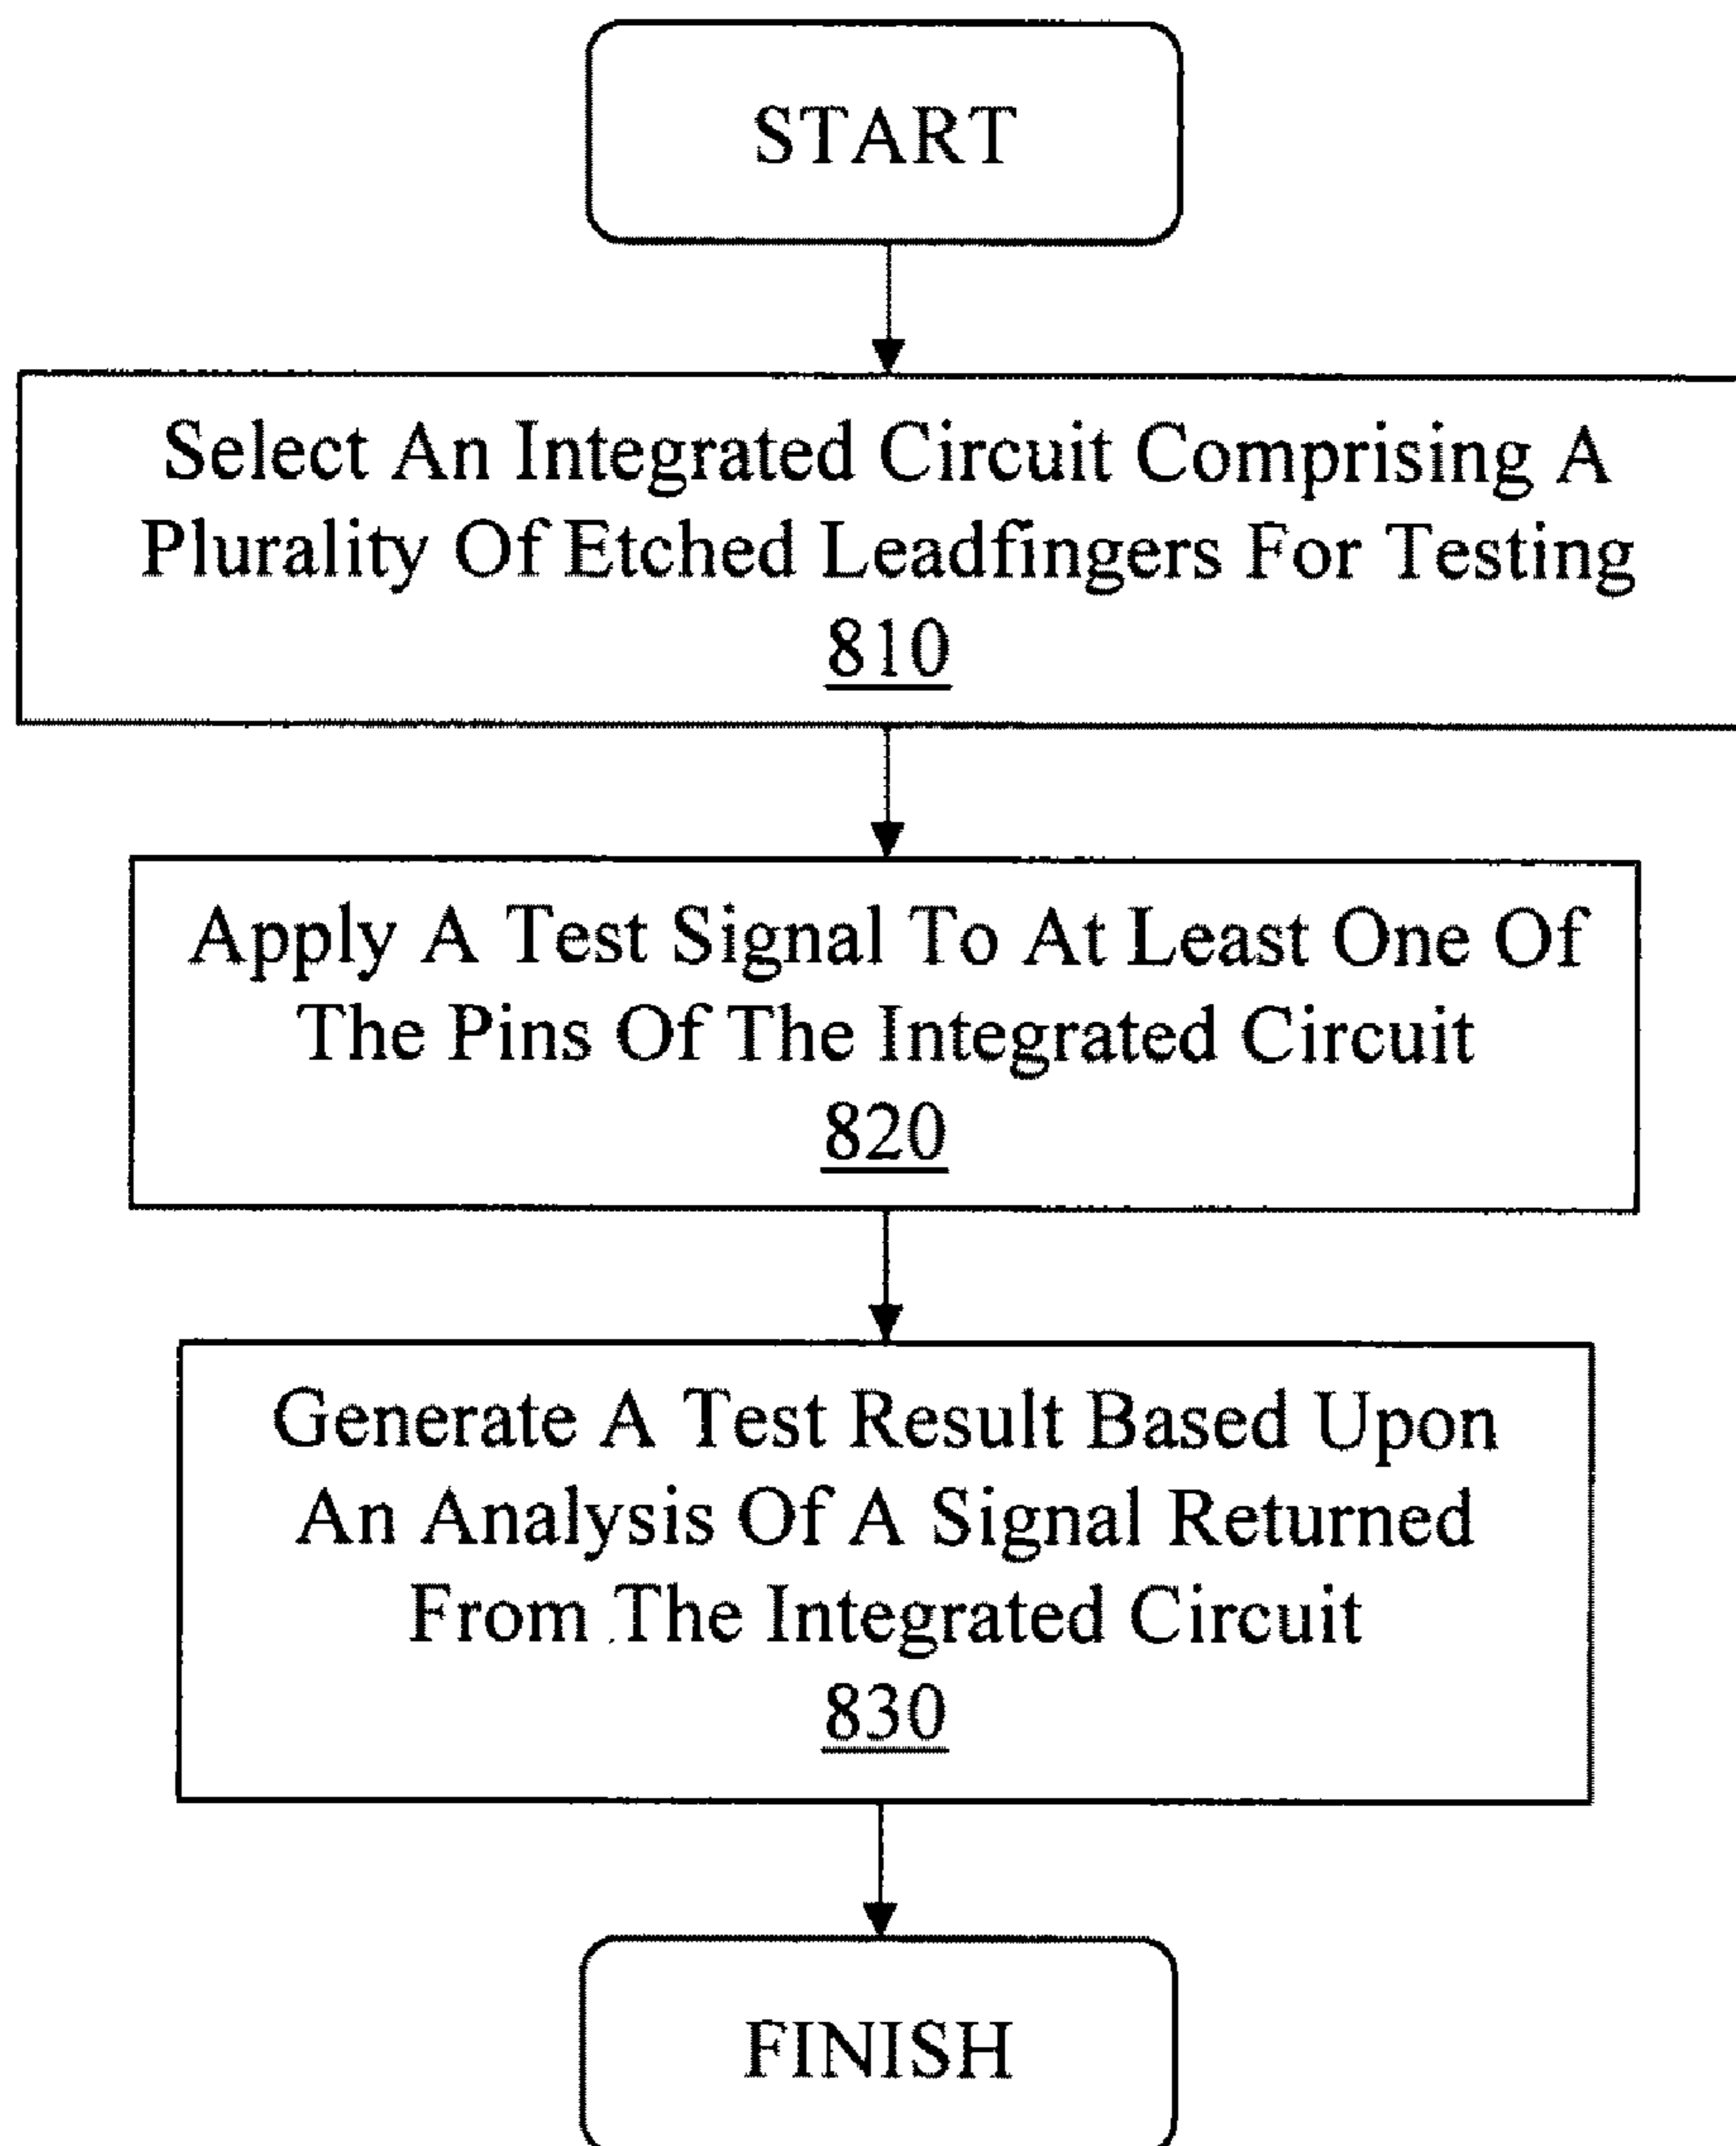 START
Select An Integrated Circuit Comprising A
Plurality Of Etched Leadfingers For Testing
810
Apply A Test Signal To At Least One Of
The Pins Of The Integrated Circuit
820
Generate A Test Result Based Upon
An Analysis Of A Signal Returned
From The Integrated Circuit
830
FINISH